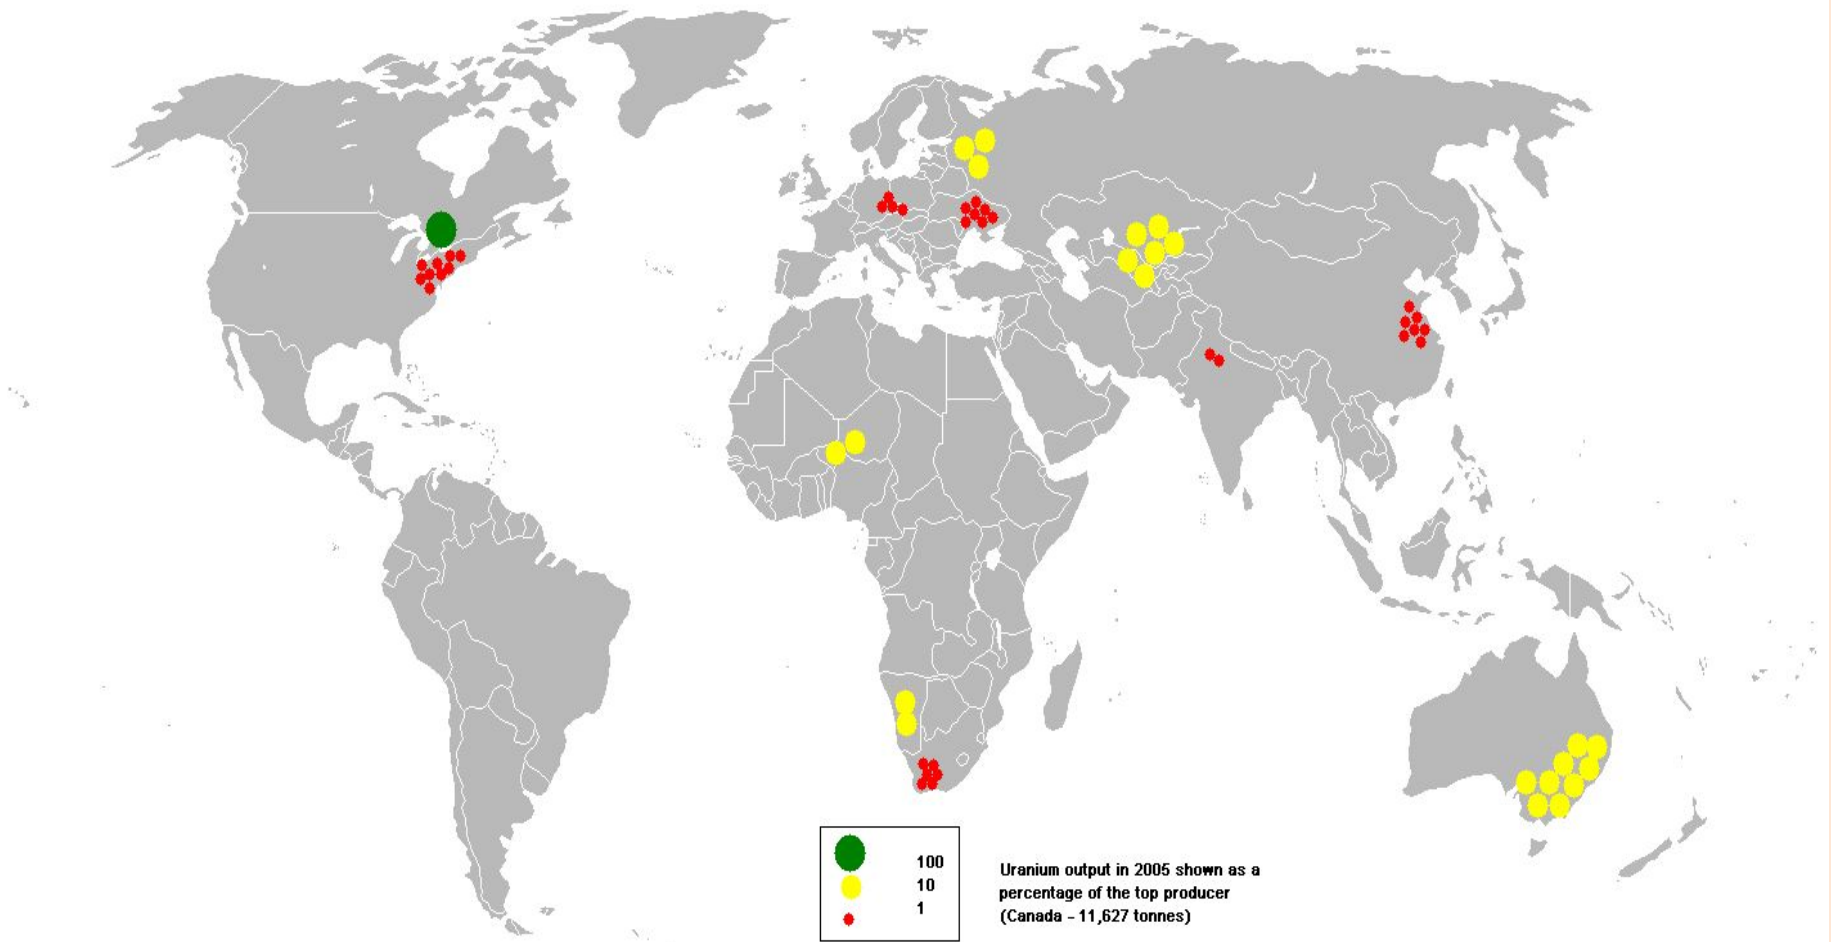 100
10
1
Uranium output in 2005 shown as a
percentage of the top producer
(Canada - 11,627 tonnes)